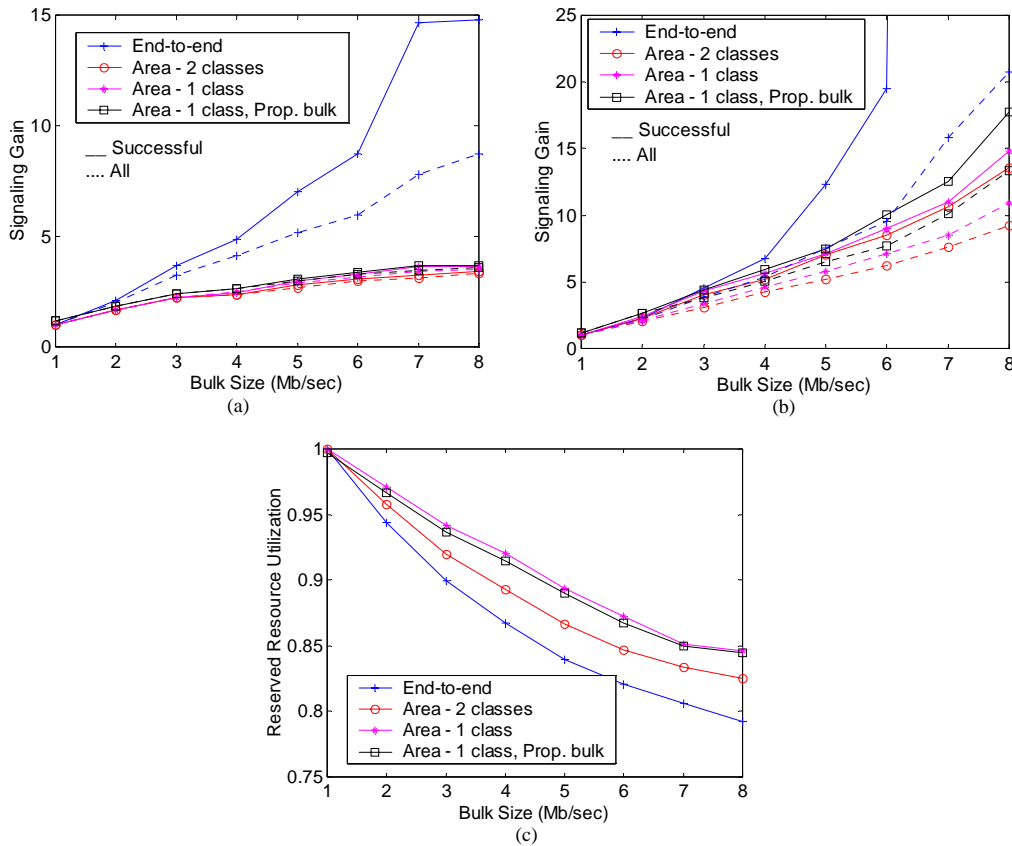 15
10
5
0
Signaling Gain
End-to-end
Area - 2 classes
Area - 1 class
Area - 1 class, Prop. bulk
__ Successful
.... All
1 2 3 4 5 6 7 8
Bulk Size (Mb/sec)
(a)
25
20
15
10
5
0
Signaling Gain
End-to-end
Area - 2 classes
Area - 1 class
Area - 1 class, Prop. bulk
__ Successful
.... All
1 2 3 4 5 6 7 8
Bulk Size (Mb/sec)
(b)
1
0.95
0.9
0.85
0.8
0.75
Reserved Resource Utilization
End-to-end
Area - 2 classes
Area - 1 class
Area - 1 class, Prop. bulk
1 2 3 4 5 6 7 8
Bulk Size (Mb/sec)
(c)